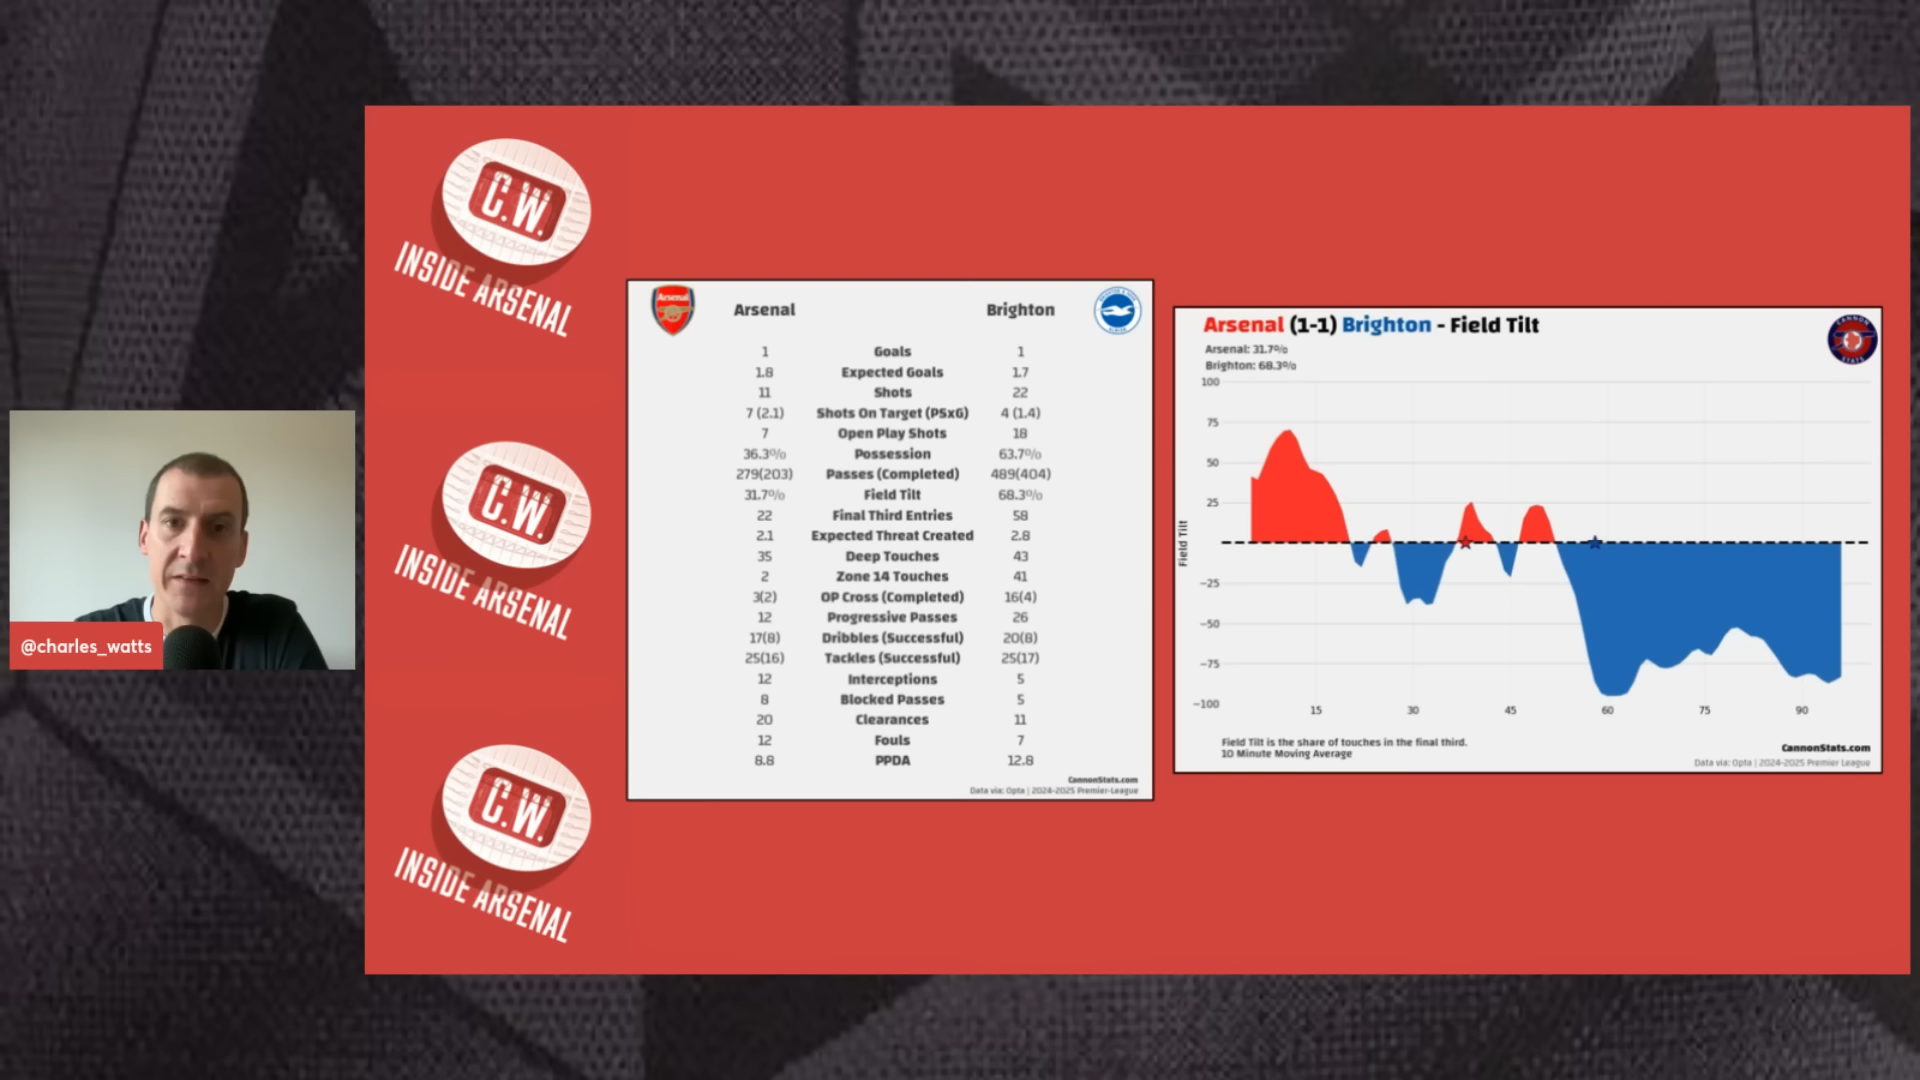 C.W.
INSIDE ARSENAL
C.W.
INSIDE ARSENAL
C.W.
INSIDE ARSENAL
@charles_watts
Arsenal
Arsenal Brighton
1 Goals 1
1.8 Expected Goals 1.7
11 Shots 22
7 (2.1) Shots On Target (PSxG) 4 (1.4)
7 Open Play Shots 18
36.3% Possession 63.7%
279(203) Passes (Completed) 489(404)
31.7% Field Tilt 68.3%
22 Final Third Entries 58
2.1 Expected Threat Created 2.8
35 Deep Touches 43
2 Zone 14 Touches 41
3(2) OP Cross (Completed) 16(4)
12 Progressive Passes 26
17(8) Dribbles (Successful) 20(8)
25(16) Tackles (Successful) 25(17)
12 Interceptions 5
8 Blocked Passes 5
20 Clearances 11
12 Fouls 7
8.8 PPDA 12.8
CannonStats.com
Data via: Opta | 2024-2025 Premier-League
Arsenal (1-1) Brighton - Field Tilt
Arsenal: 31.7%
Brighton: 68.3%
CANNON
STATS
100
75
50
25
Field Tilt
−25
−50
−75
−100
15 30 45 60 75 90
Field Tilt is the share of touches in the final third.
10 Minute Moving Average
CannonStats.com
Data via: Opta | 2024-2025 Premier League